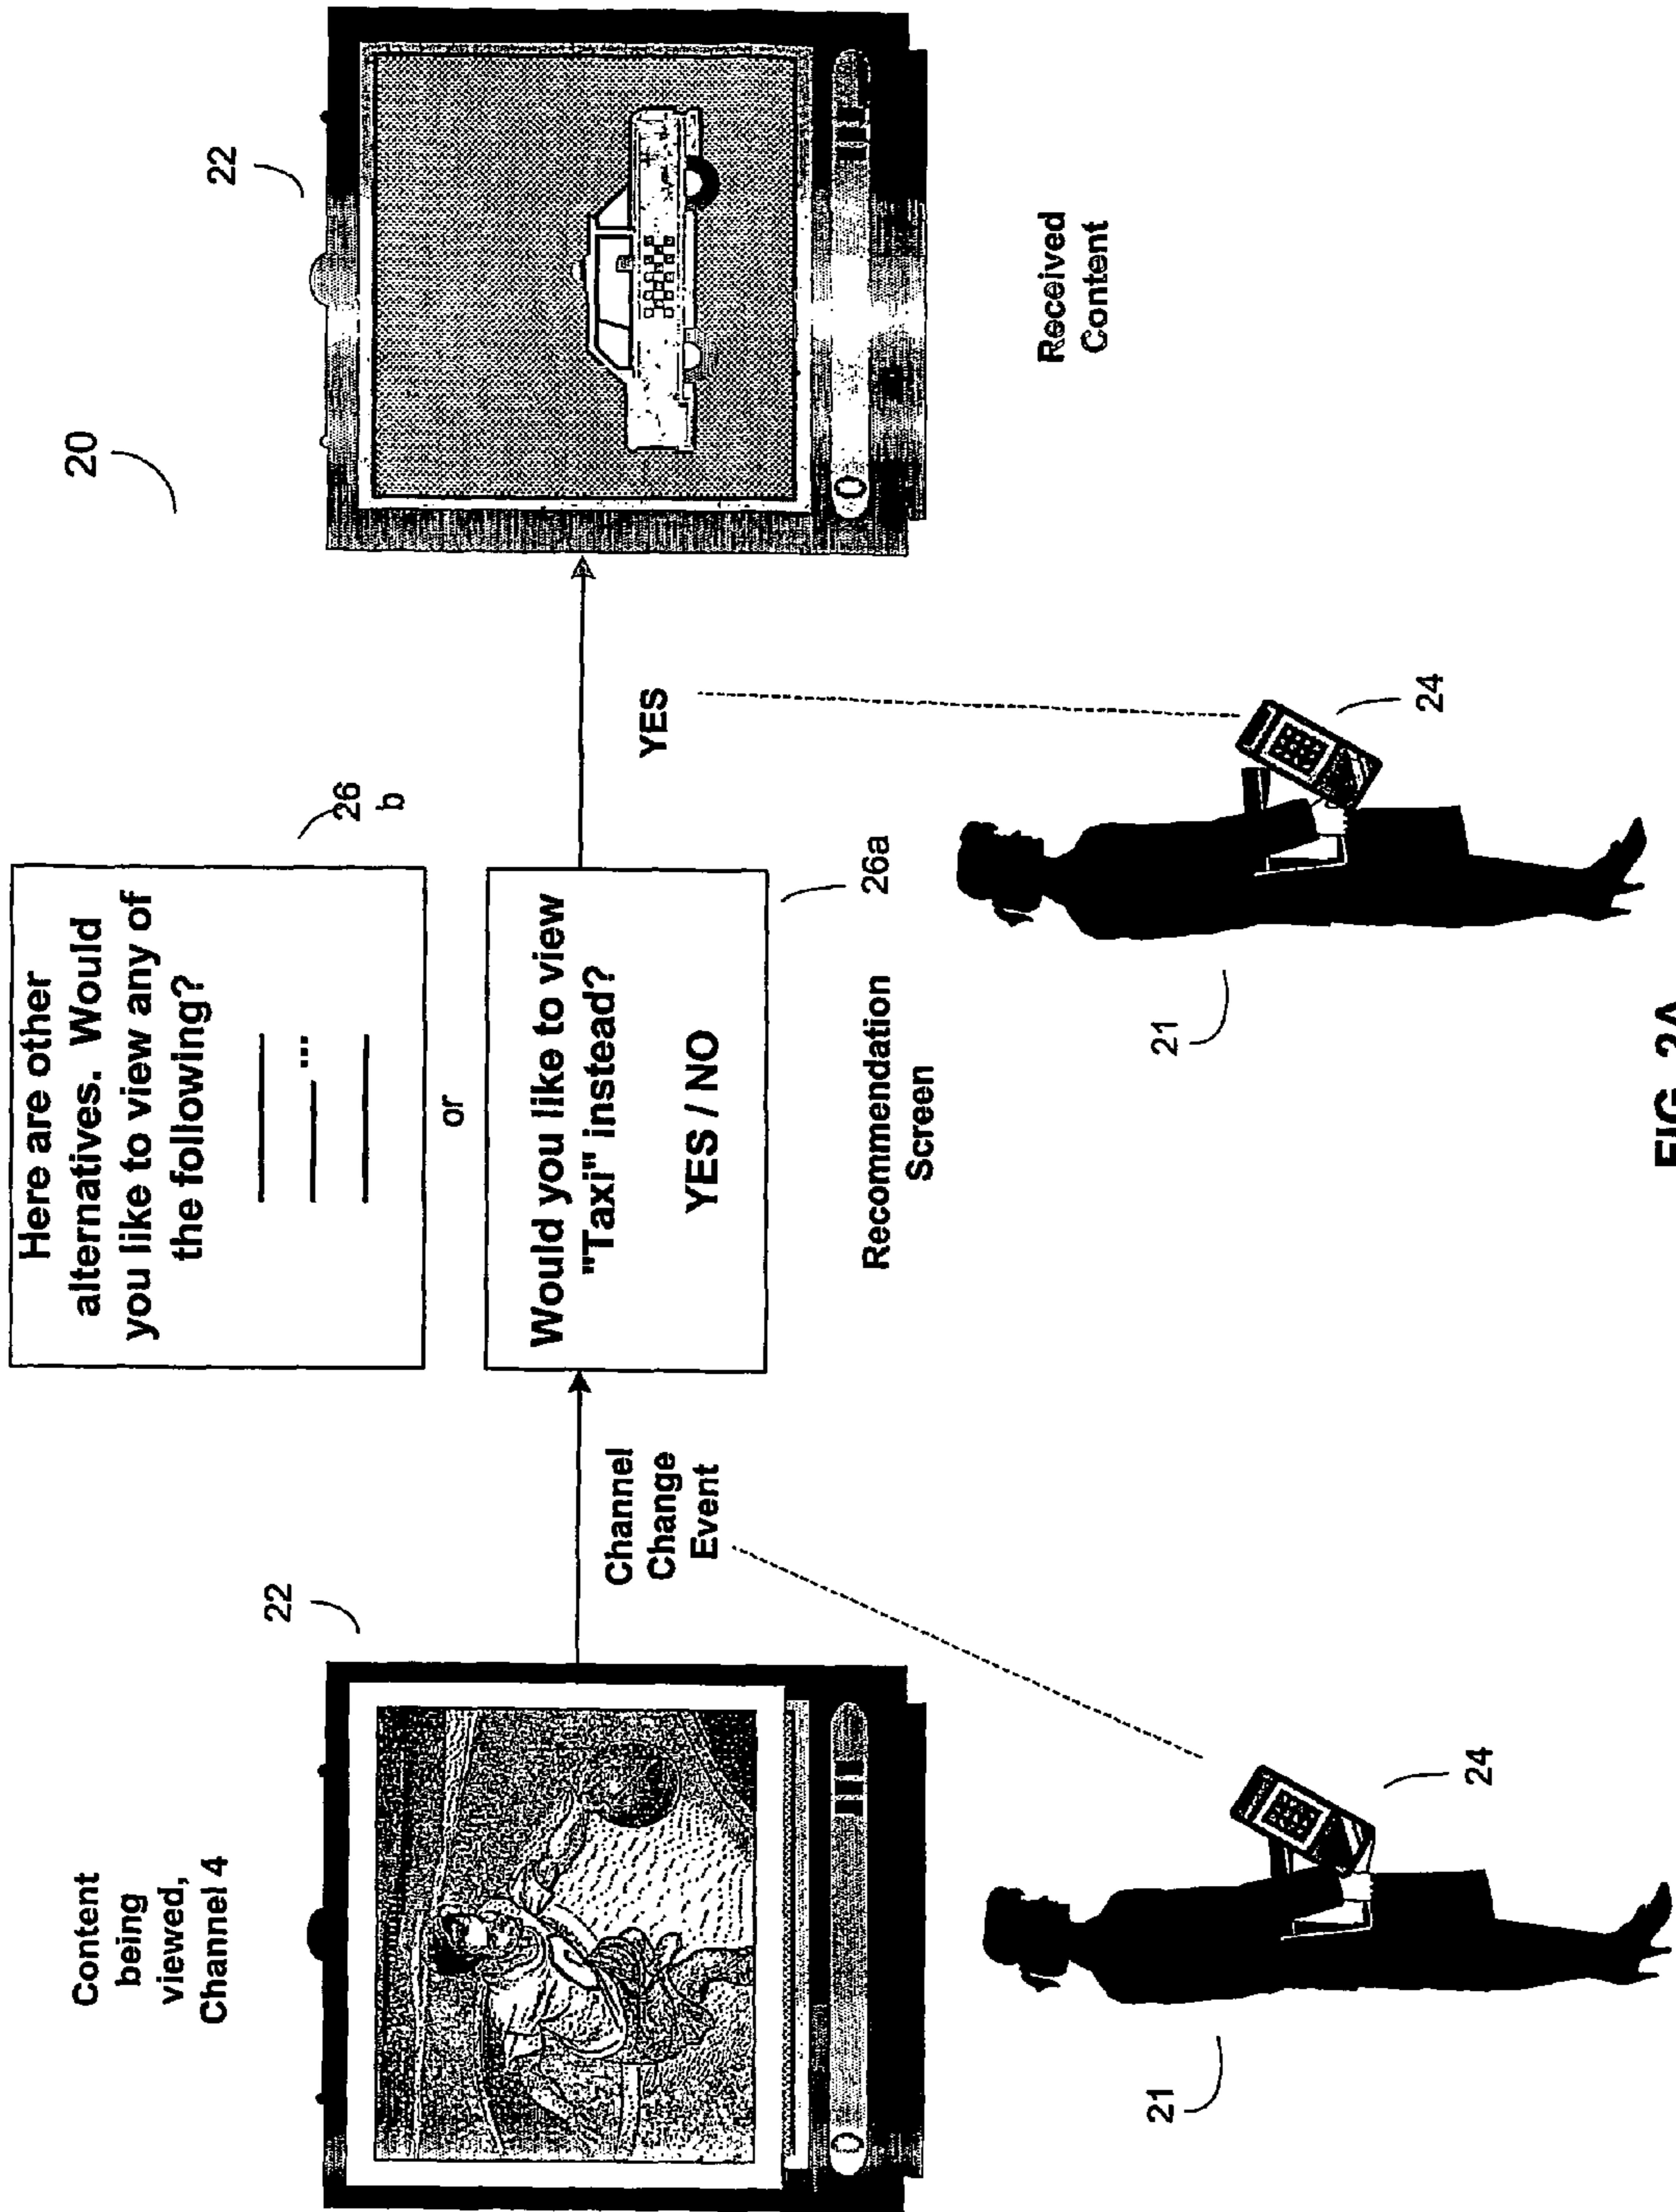 20
Content
being
viewed,
Channel 4
22
Channel
Change
Event
Here are other
alternatives. Would
you like to view any of
the following?
...
26
b
or
Would you like to view
"Taxi" instead?
YES / NO
26a
Recommendation
Screen
YES
22
Received
Content
21
24
21
24
FIG. 2A